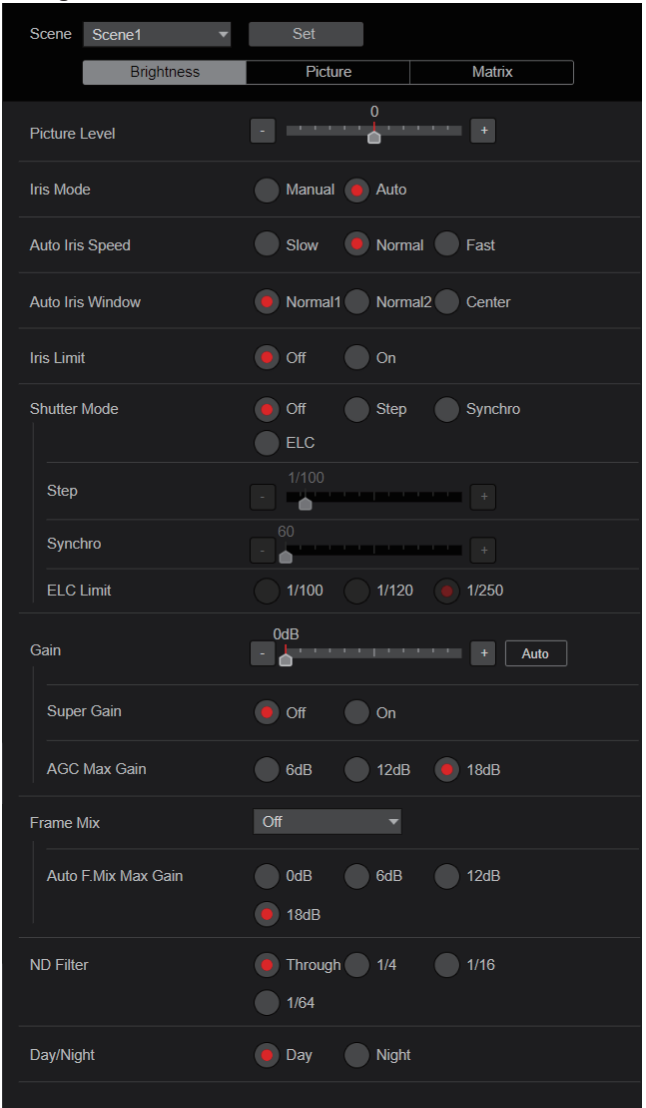 Scene Scene1 Set
Brightness Picture Matrix
0
Picture Level - +
Iris Mode Manual Auto
Auto Iris Speed Slow Normal Fast
Auto Iris Window Normal1 Normal2 Center
Iris Limit Off On
Shutter Mode Off Step Synchro
ELC
1/100
Step - +
60
Synchro - +
ELC Limit 1/100 1/120 1/250
0dB
Gain - + Auto
Super Gain Off On
AGC Max Gain 6dB 12dB 18dB
Frame Mix Off
Auto F.Mix Max Gain 0dB 6dB 12dB
18dB
ND Filter Through 1/4 1/16
1/64
Day/Night Day Night